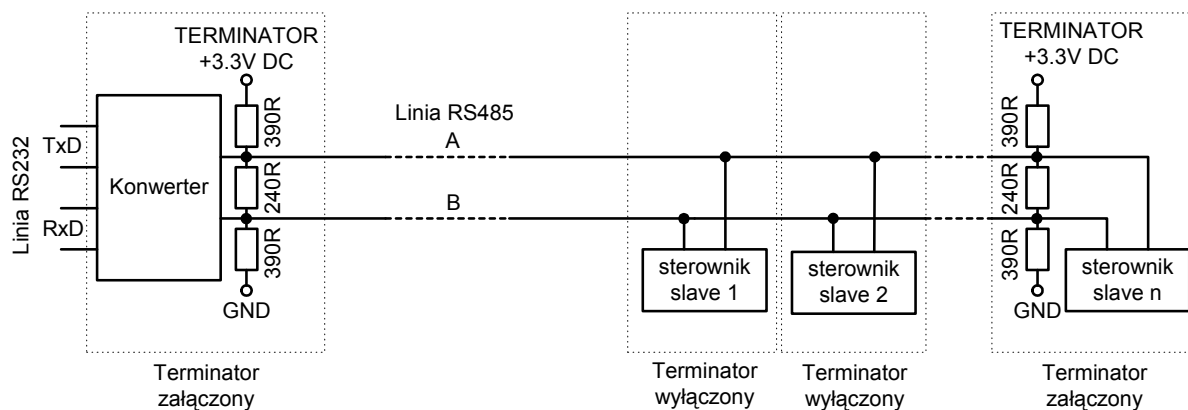 TERMINATOR
+3.3V DC
390R
240R
390R
GND
Linia RS232
TxD
RxD
Konwerter
Linia RS485
A
B
sterownik
slave 1
sterownik
slave 2
TERMINATOR
+3.3V DC
390R
240R
390R
GND
sterownik
slave n
Terminator
załączony
Terminator
wyłączony
Terminator
wyłączony
Terminator
załączony